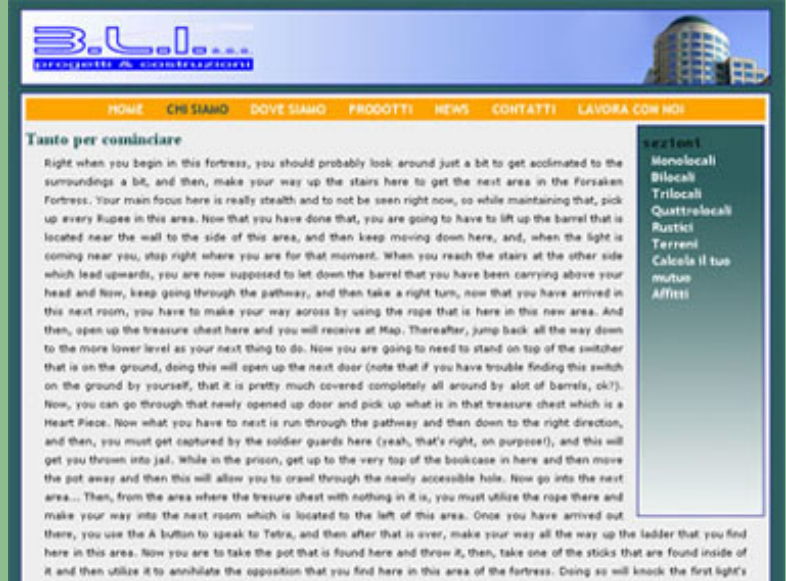 B.L.I....
progetti & costruzioni
HOME CHI SIAMO DOVE SIAMO PRODOTTI NEWS CONTATTI LAVORA CON NOI
Tanto per cominciare
Right when you begin in this fortress, you should probably look around just a bit to get acclimated to the
surroundings a bit, and then, make your way up the stairs here to get the next area in the Forsaken
Fortress. Your main focus here is really stealth and to not be seen right now, so while maintaining that, pick
up every Rupee in this area. Now that you have done that, you are going to have to lift up the barrel that is
located near the wall to the side of this area, and then keep moving down here, and, when the light is
coming near you, stop right where you are for that moment. When you reach the stairs at the other side
which lead upwards, you are now supposed to let down the barrel that you have been carrying above your
head and Now, keep going through the pathway, and then take a right turn, now that you have arrived in
this next room, you have to make your way across by using the rope that is here in this new area. And
then, open up the treasure chest here and you will receive at Map. Thereafter, jump back all the way down
to the more lower level as your next thing to do. Now you are going to need to stand on top of the switcher
that is on the ground, doing this will open up the next door (note that if you have trouble finding this switch
on the ground by yourself, that it is pretty much covered completely all around by alot of barrels, ok?).
Now, you can go through that newly opened up door and pick up what is in that treasure chest which is a
Heart Piece. Now what you have to next is run through the pathway and then down to the right direction,
and then, you must get captured by the soldier guards here (yeah, that's right, on purpose!), and this will
get you thrown into jail. While in the prison, get up to the very top of the bookcase in here and then move
the pot away and then this will allow you to crawl through the newly accessible hole. Now go into the next
area... Then, from the area where the tresure chest with nothing in it is, you must utilize the rope there and
make your way into the next room which is located to the left of this area. Once you have arrived out
there, you use the A button to speak to Tetra, and then after that is over, make your way all the way up the ladder that you find
here in this area. Now you are to take the pot that is found here and throw it, then, take one of the sticks that are found inside of
it and then utilize it to annihilate the opposition that you find here in this area of the fortress. Doing so will knock the first light's
sezioni
Monolocali
Bilocali
Trilocali
Quattrolocali
Rustici
Terreni
Calcola il tuo
mutuo
Affitti